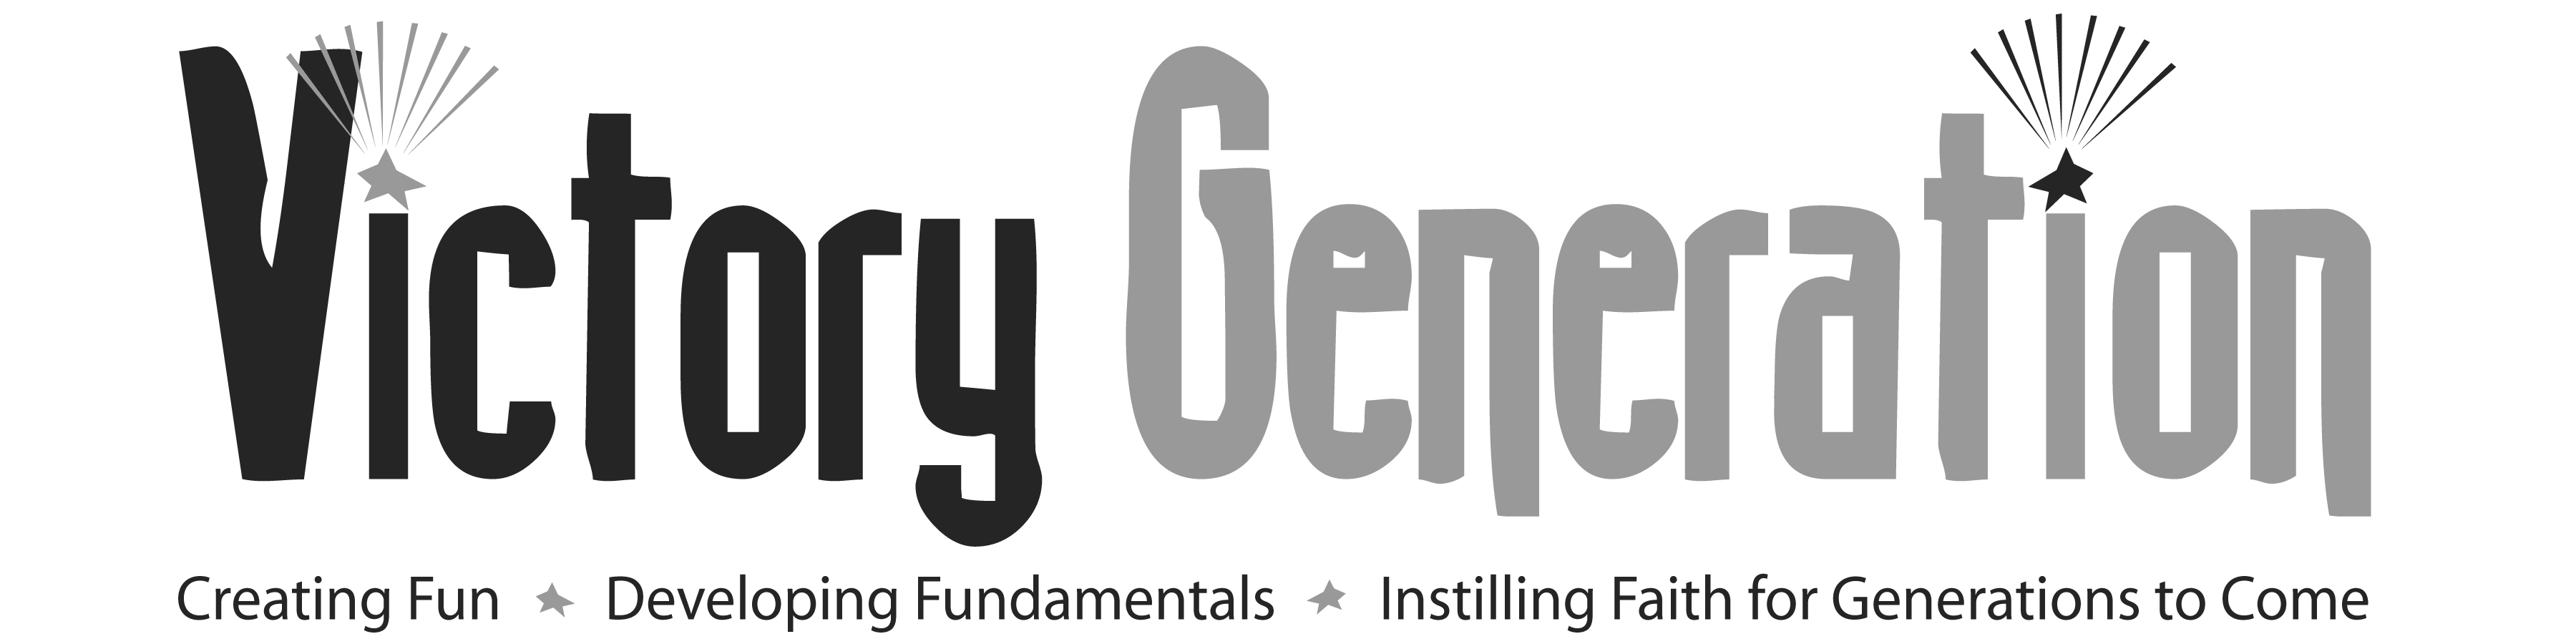 Victory Generation
Creating Fun ★ Developing Fundamentals ★ Instilling Faith for Generations to Come